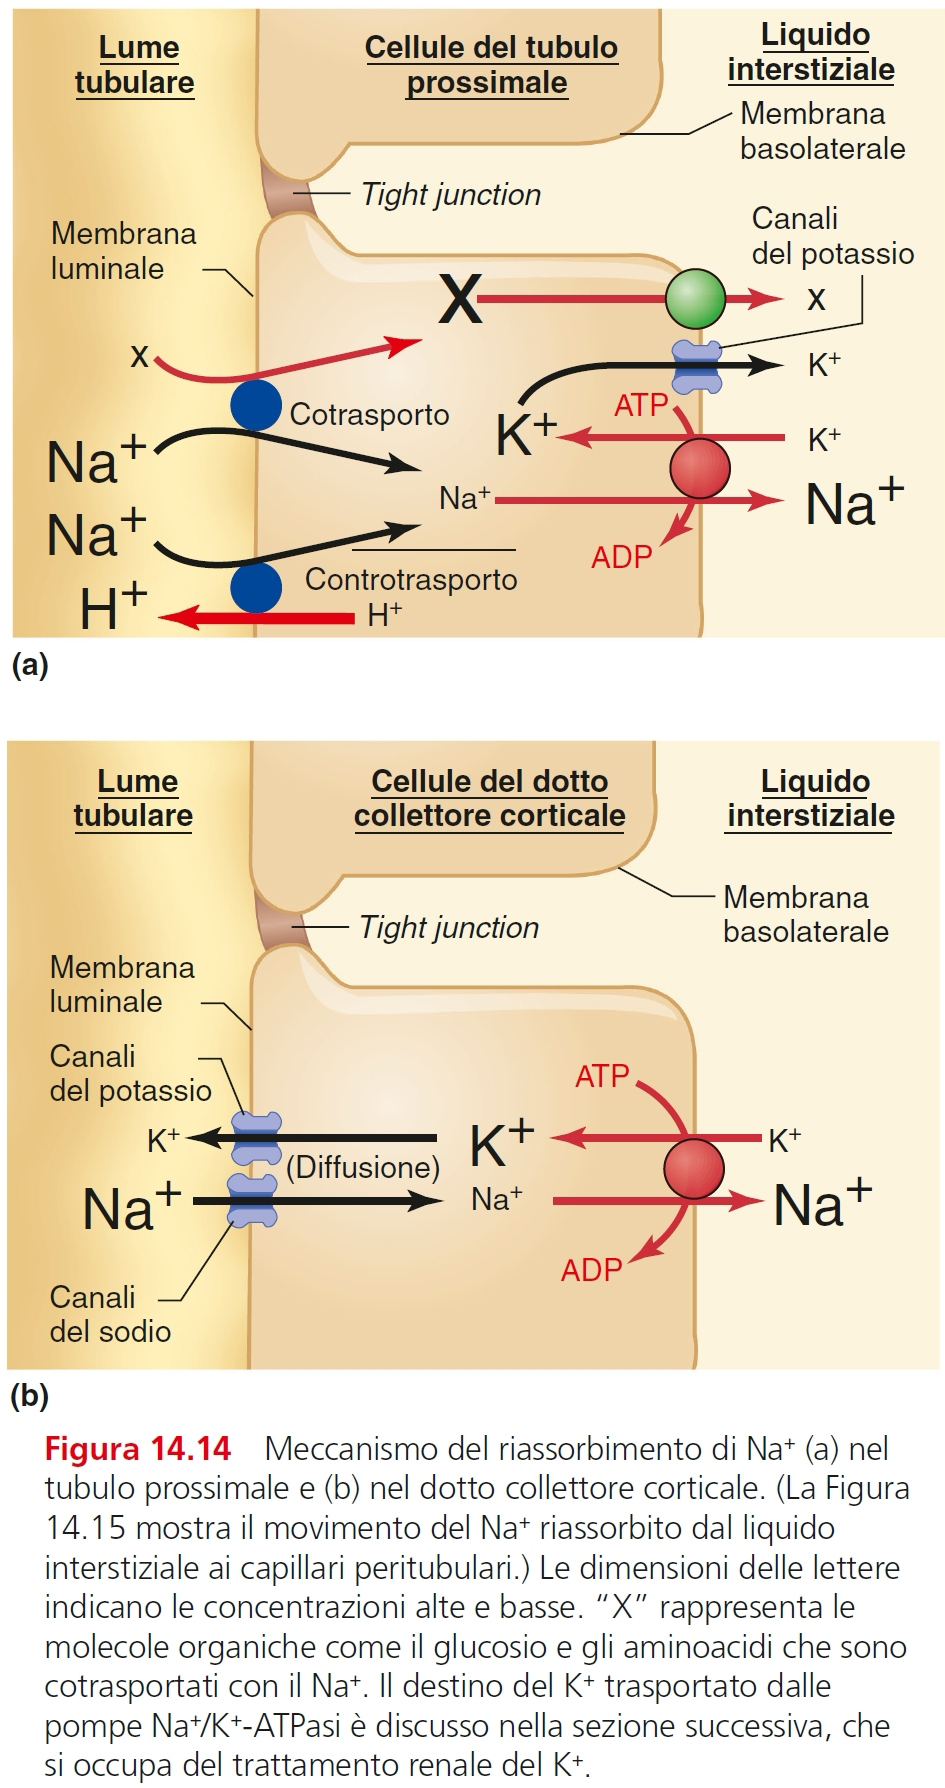 Lume
tubulare
Cellule del tubulo
prossimale
Liquido
interstiziale
Membrana
basolaterale
Tight junction
Membrana
luminale
Canali
del potassio
X
X
x
K+
ATP
K+
K+
Cotrasporto
Na+
Na+
Na+
Na+
ADP
Controtrasporto
H+
H+
(a)
Lume
tubulare
Cellule del dotto
collettore corticale
Liquido
interstiziale
Membrana
basolaterale
Tight junction
Membrana
luminale
Canali
del potassio
ATP
K+
K+
K+
(Diffusione)
Na+
Na+
Na+
ADP
Canali
del sodio
(b)
Figura 14.14 Meccanismo del riassorbimento di Na+ (a) nel
tubulo prossimale e (b) nel dotto collettore corticale. (La Figura
14.15 mostra il movimento del Na+ riassorbito dal liquido
interstiziale ai capillari peritubulari.) Le dimensioni delle lettere
indicano le concentrazioni alte e basse. “X” rappresenta le
molecole organiche come il glucosio e gli aminoacidi che sono
cotrasportati con il Na+. Il destino del K+ trasportato dalle
pompe Na+/K+-ATPasi è discusso nella sezione successiva, che
si occupa del trattamento renale del K+.